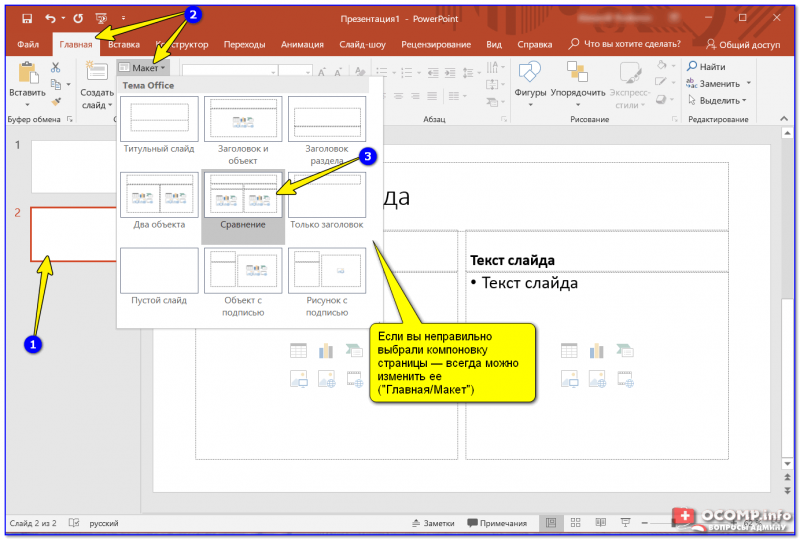 2
Презентация1 - PowerPoint
Файл Главная Вставка Конструктор Переходы Анимация Слайд-шоу Рецензирование Вид Справка Что вы хотите сделать? Общий доступ
Вставить
Буфер обмена
Создать
слайд
Макет
Абзац
Фигуры Упорядочить Экспресс-
стили
Рисование
Найти
Заменить
Выделить
Редактирование
Тема Office
Титульный слайд
Заголовок и
объект
Заголовок
раздела
Два объекта
Сравнение
Только заголовок
Пустой слайд
Объект с
подписью
Рисунок с
подписью
3
1
2
1
да
Текст слайда
• Текст слайда
Если вы неправильно
выбрали компоновку
страницы — всегда можно
изменить ее
("Главная/Макет")
Слайд 2 из 2 русский Заметки Примечания
OCOMP.info
ВОПРОСЫ АДМИНУ